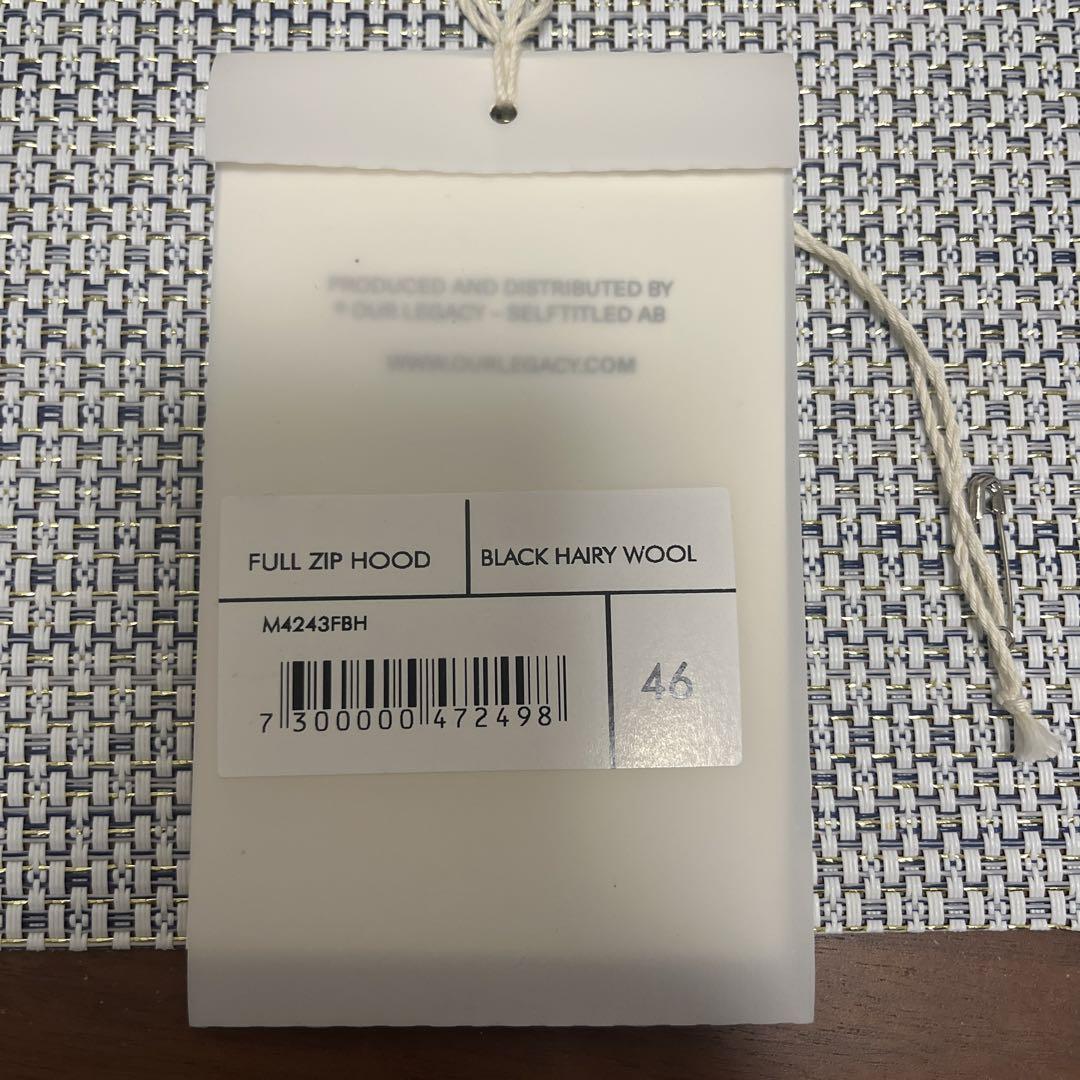 PRODUCED AND DISTRIBUTED BY
® OUR LEGACY – SELFTITLED AB
WWW.OURLEGACY.COM
FULL ZIP HOOD
BLACK HAIRY WOOL
M4243FBH
46
7 300000 472498